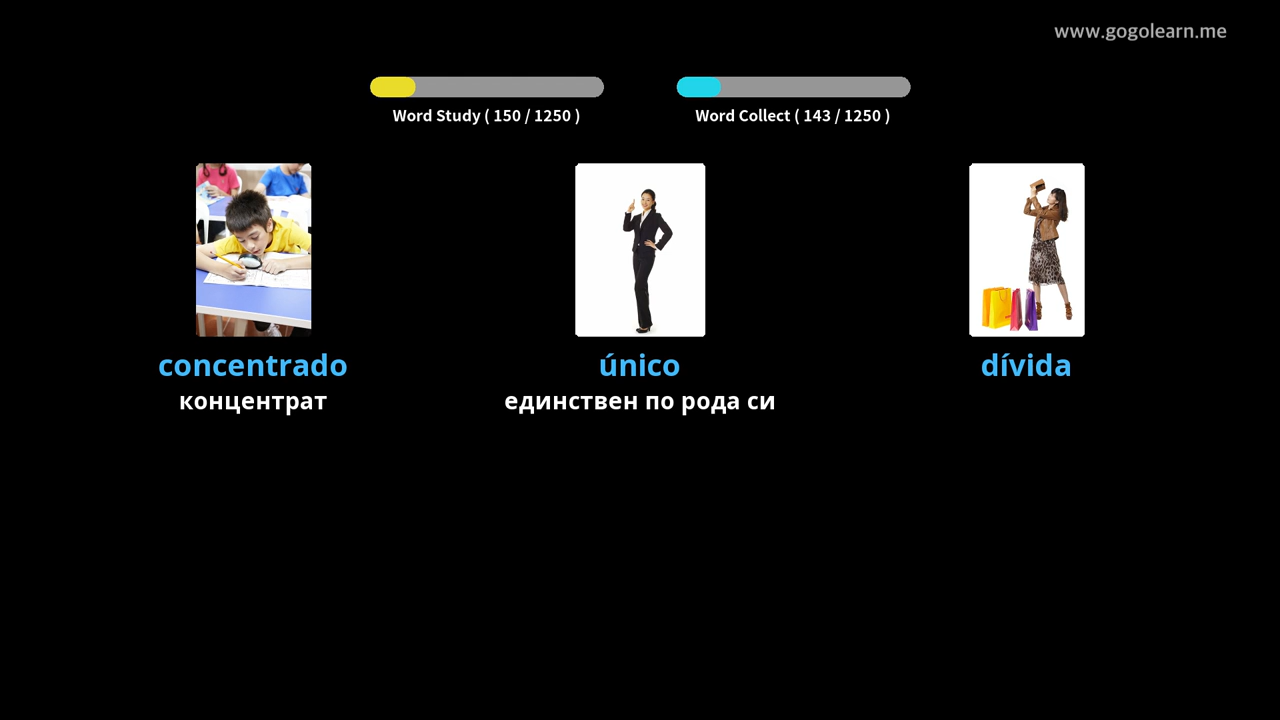 www.gogolearn.me
Word Study ( 150 / 1250 )
Word Collect ( 143 / 1250 )
concentrado
концентрат
único
единствен по рода си
dívida